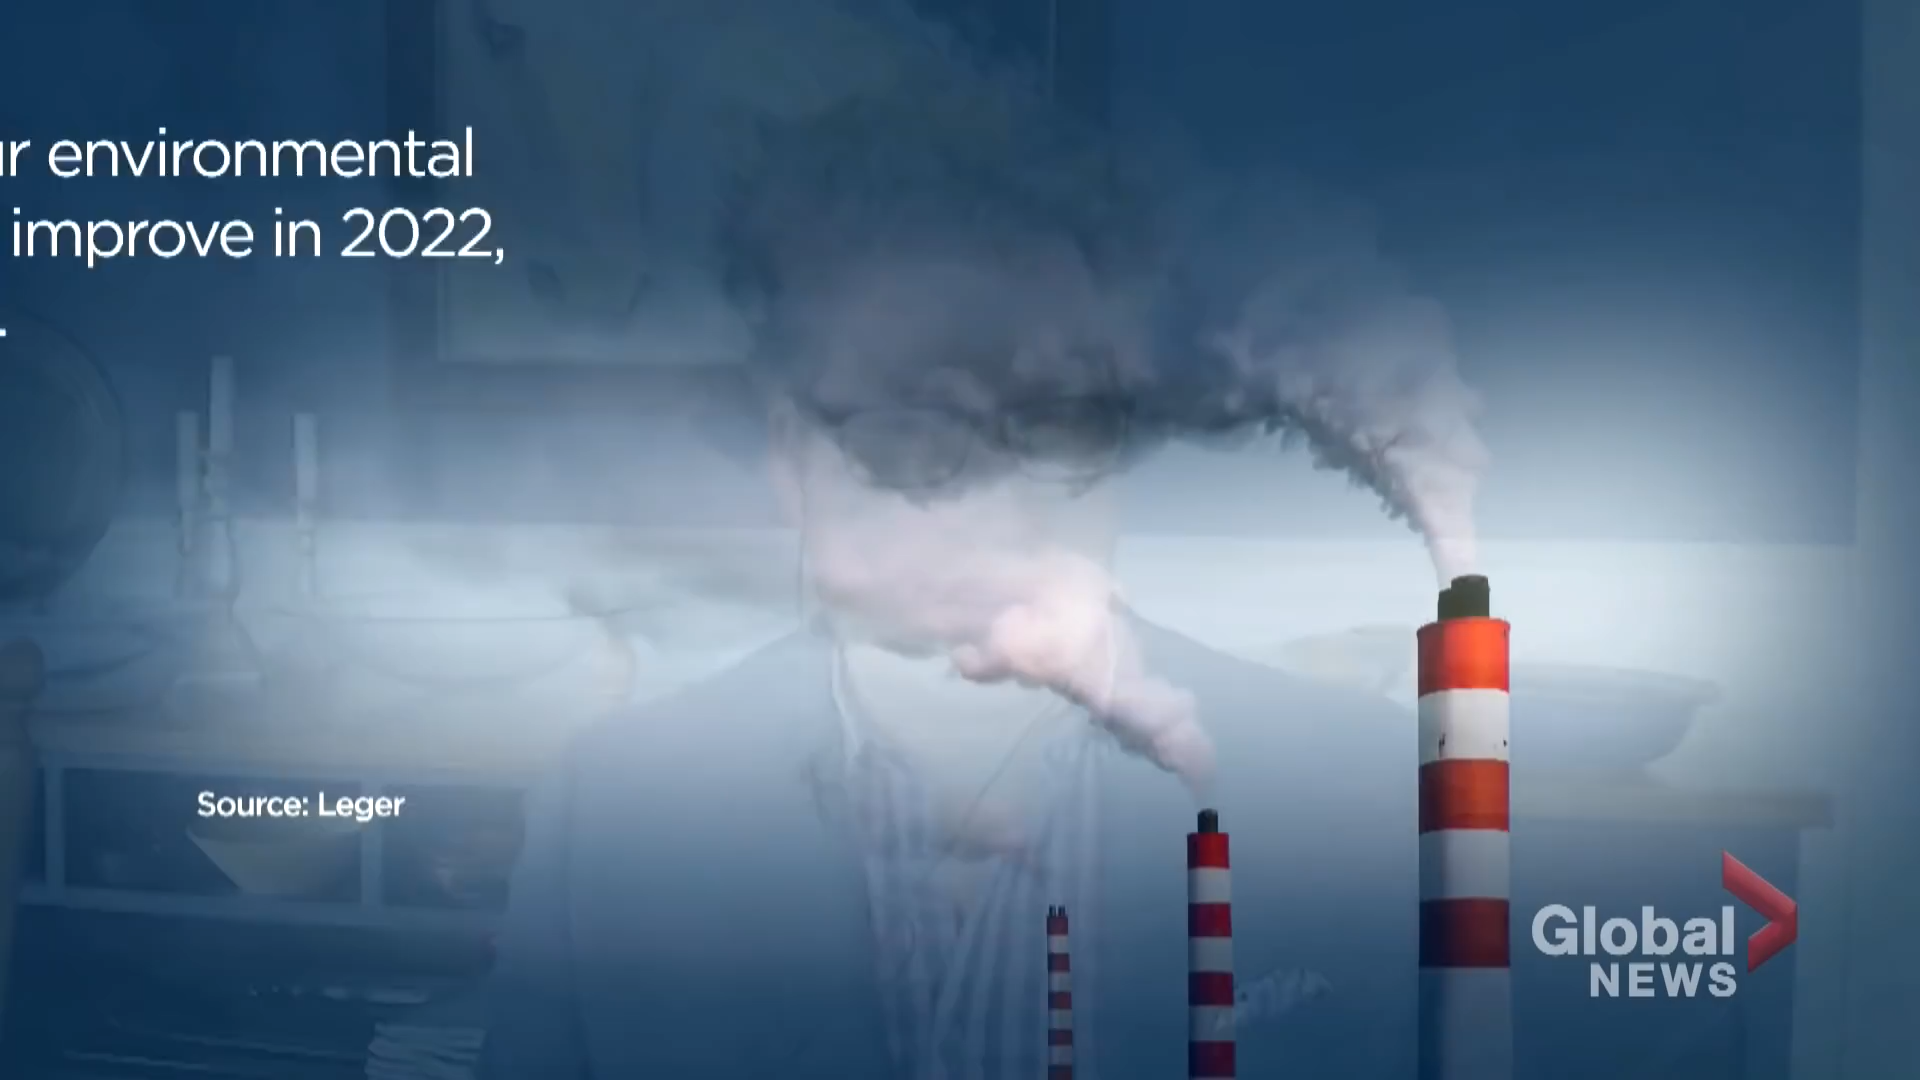 environmental
improve in 2022,
Source: Leger
Global
NEWS